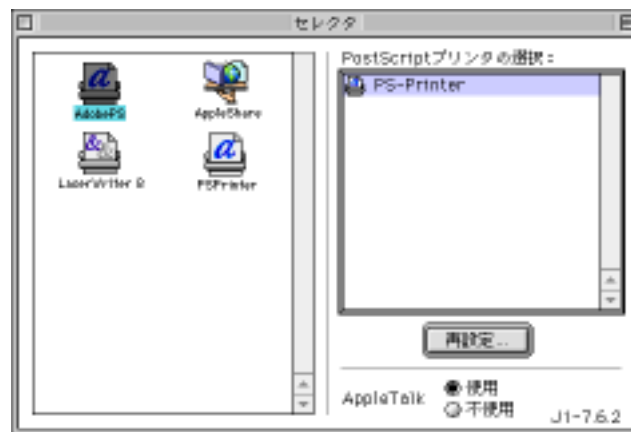 セレクタ
AdobePS
AppleShare
LaserWriter 8
PSPrinter
PostScriptプリンタの選択：
PS-Printer
再設定...
AppleTalk
使用
不使用
J1-7.6.2